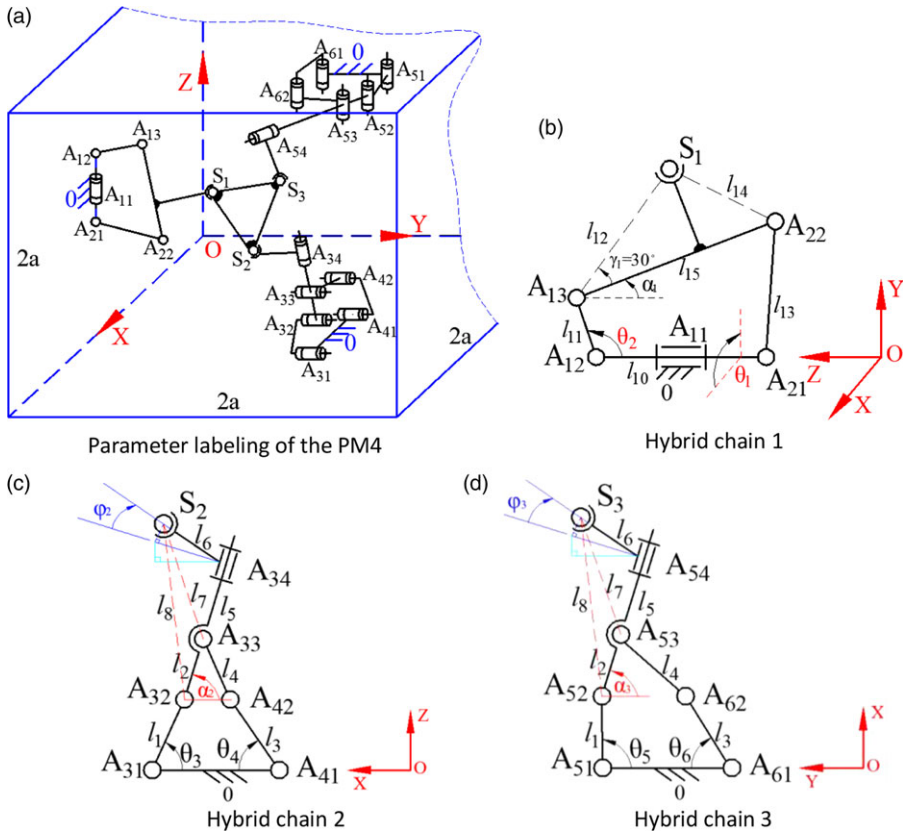 (a)
A₆₁
0
A₅₁
Z
A₆₂
A₁₃
A₅₃
A₅₂
A₁₂
A₅₄
0
A₁₁
S₁
S₃
A₂₁
A₂₂
O
Y
S₂
A₃₄
2a
A₃₃
A₄₂
X
A₃₂
A₄₁
0
2a
A₃₁
2a
Parameter labeling of the PM4
(b)
S₁
l₁₄
l₁₂
A₂₂
γ₁=30°
l₁₅
A₁₃
α₁
l₁₃
l₁₁
θ₂
A₁₁
A₁₂
l₁₀
0
θ₁
A₂₁
Y
Z
O
X
Hybrid chain 1
(c)
φ₂
S₂
l₆
A₃₄
l₇
l₈
l₅
A₃₃
l₂
l₄
A₃₂
α₂
A₄₂
l₁
θ₃
θ₄
l₃
A₃₁
0
A₄₁
Z
X
O
Hybrid chain 2
(d)
φ₃
S₃
l₆
A₅₄
l₇
l₈
l₅
A₅₃
l₂
l₄
A₅₂
α₃
A₆₂
l₁
θ₅
θ₆
l₃
A₅₁
0
A₆₁
X
Y
O
Hybrid chain 3